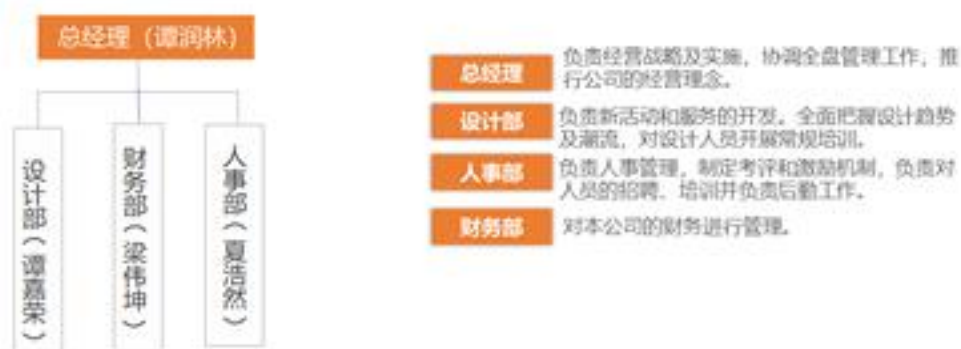 总经理（谭润林）
设计部（谭嘉荣）
财务部（梁伟坤）
人事部（夏浩然）
总经理
负责经营战略及实施，协调全盘管理工作，推
行公司的经营理念。
设计部
负责新活动和服务的开发。全面把握设计趋势
及潮流，对设计人员开展常规培训。
人事部
负责人事管理，制定考评和激励机制，负责对
人员的招聘、培训并负责后勤工作。
财务部
对本公司的财务进行管理。